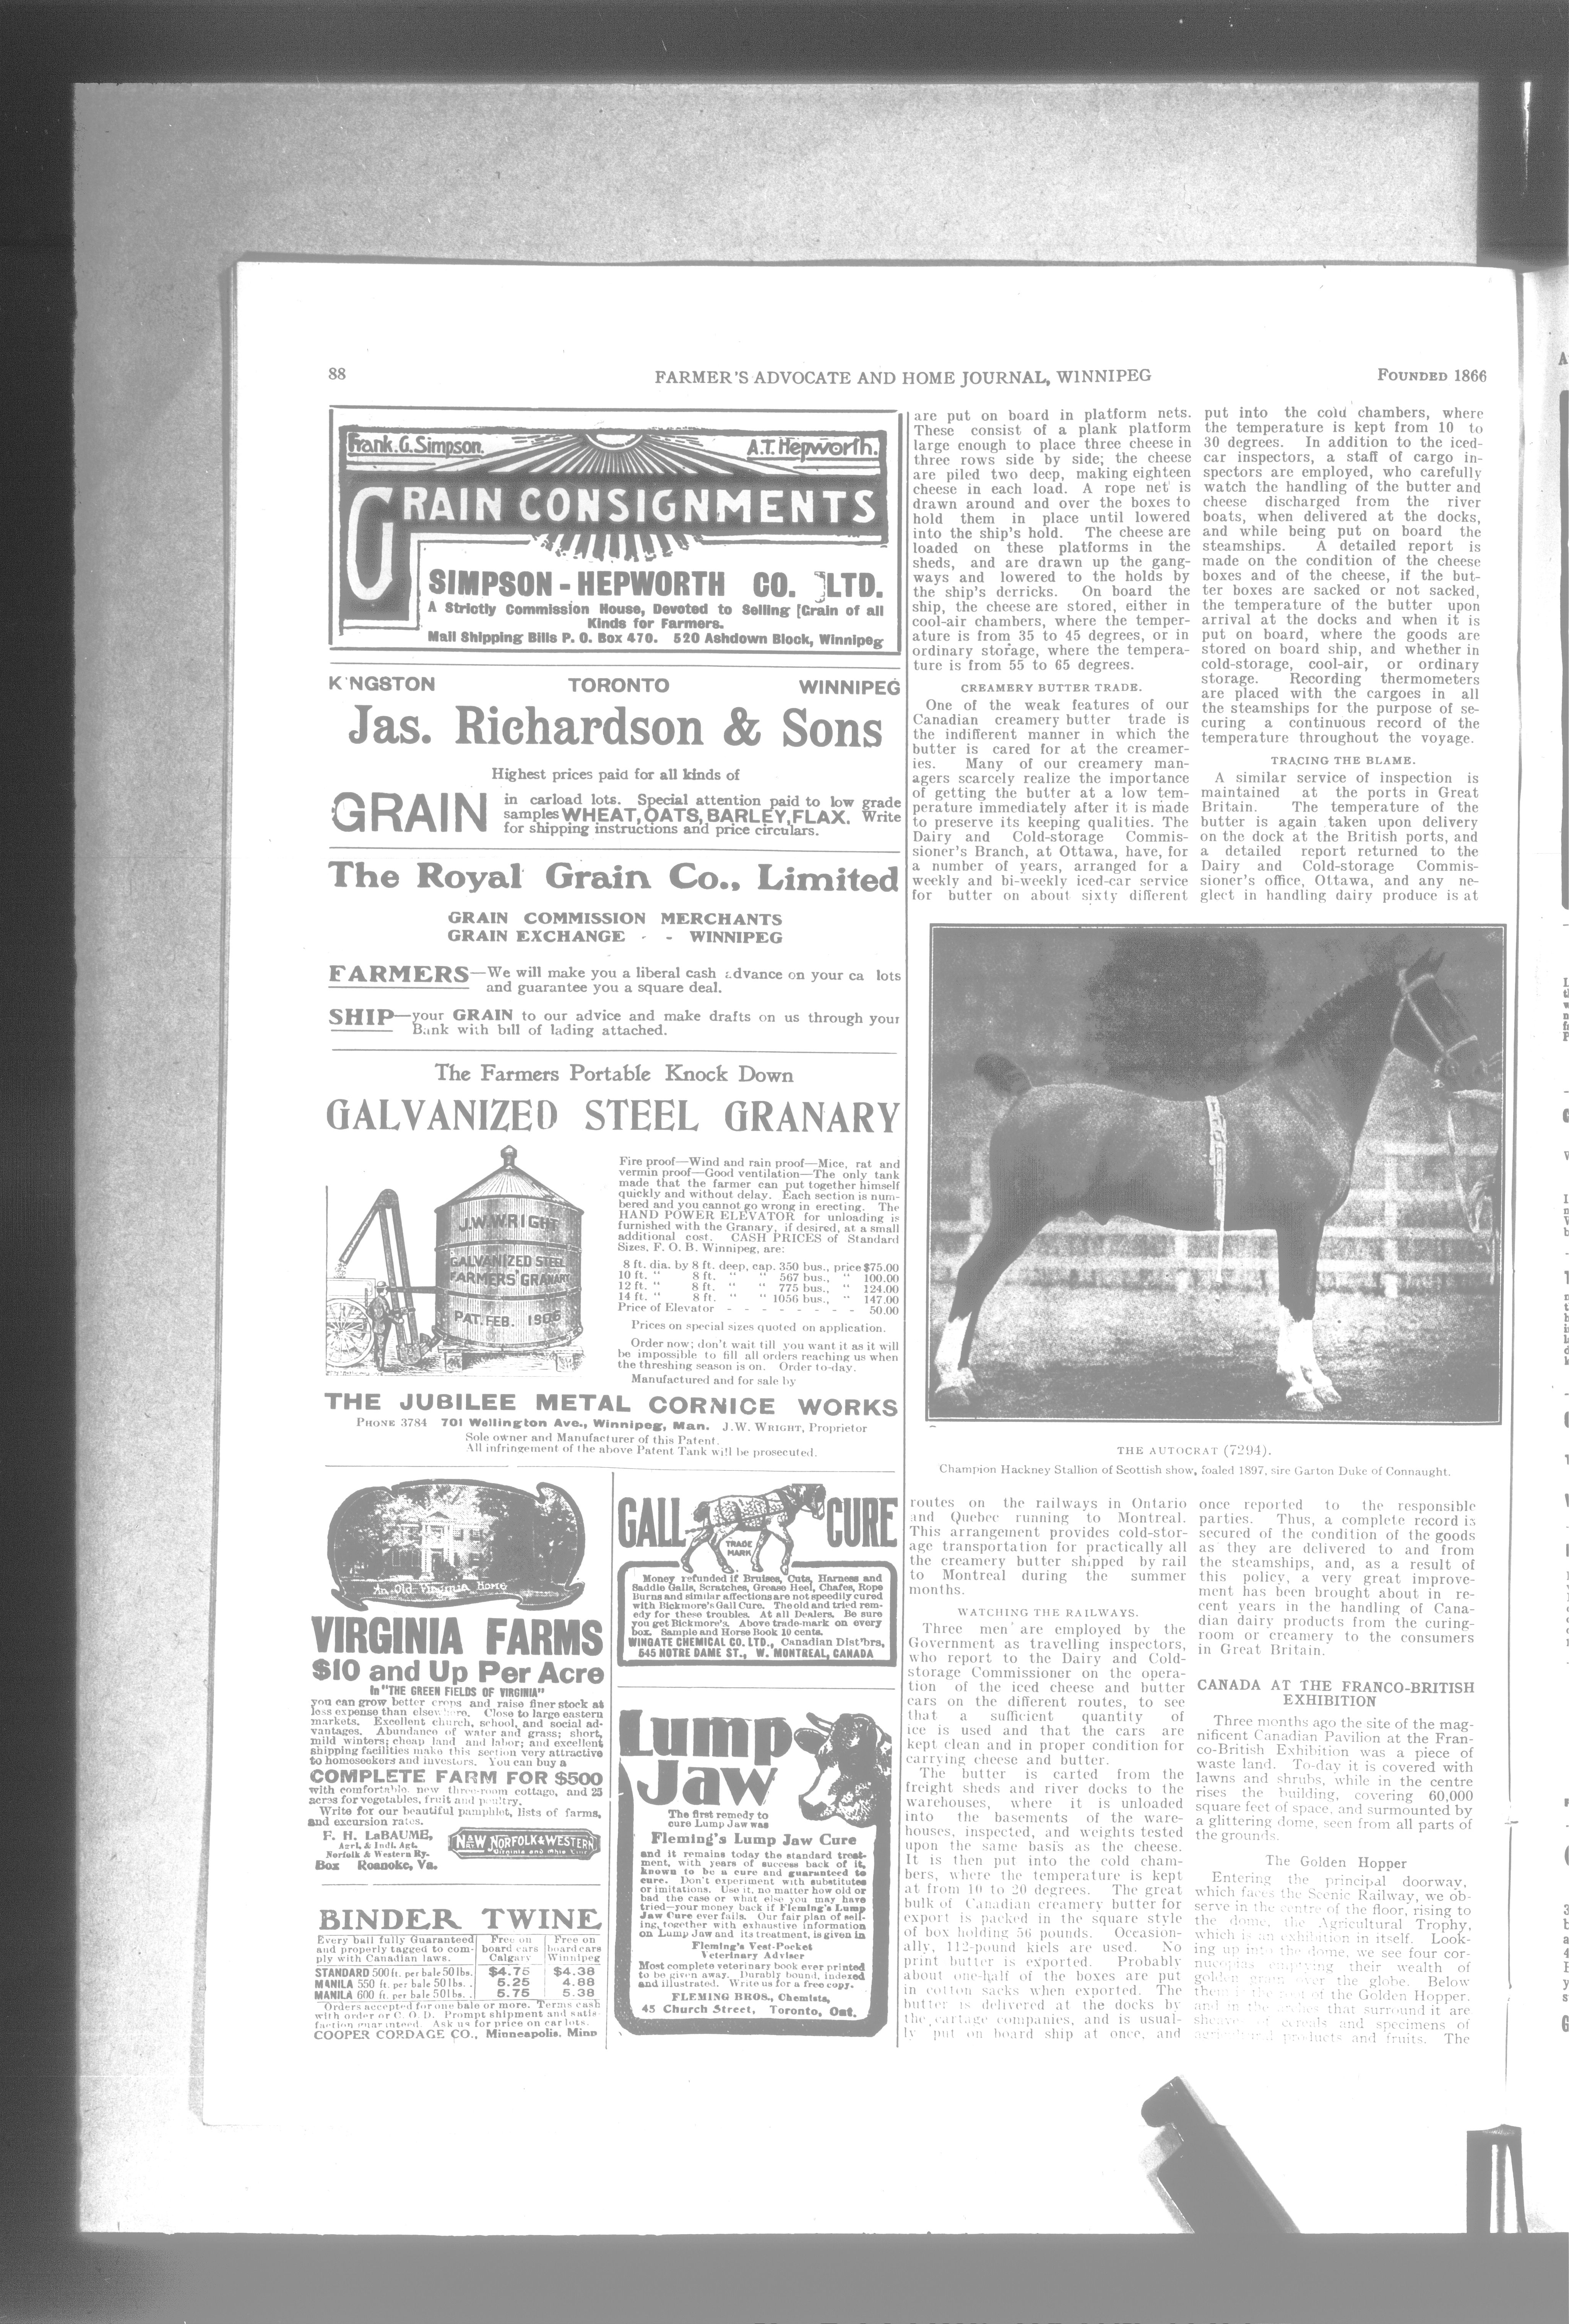 88
FARMER'S ADVOCATE AND HOME JOURNAL, WINNIPEG
FOUNDED 1866
Frank. G. Simpson.
A.T. Hepworth.
GRAIN CONSIGNMENTS
SIMPSON - HEPWORTH CO. LTD.
A Strictly Commission House, Devoted to Selling [Grain of all
Kinds for Farmers.
Mail Shipping Bills P. O. Box 470. 520 Ashdown Block, Winnipeg
K'NGSTON TORONTO WINNIPEG
Jas. Richardson & Sons
Highest prices paid for all kinds of
GRAIN
in carload lots. Special attention paid to low grade
samples WHEAT, OATS, BARLEY, FLAX. Write
for shipping instructions and price circulars.
The Royal Grain Co., Limited
GRAIN COMMISSION MERCHANTS
GRAIN EXCHANGE - - WINNIPEG
FARMERS—We will make you a liberal cash advance on your ca lots
and guarantee you a square deal.
SHIP—your GRAIN to our advice and make drafts on us through your
Bank with bill of lading attached.
The Farmers Portable Knock Down
GALVANIZED STEEL GRANARY
J.W. WRIGHT
GALVANIZED STEEL
FARMERS' GRANARY
PAT. FEB. 1906
Fire proof—Wind and rain proof—Mice, rat and
vermin proof—Good ventilation—The only tank
made that the farmer can put together himself
quickly and without delay. Each section is num-
bered and you cannot go wrong in erecting. The
HAND POWER ELEVATOR for unloading is
furnished with the Granary, if desired, at a small
additional cost. CASH PRICES of Standard
Sizes, F. O. B. Winnipeg, are:
8 ft. dia. by 8 ft. deep, cap. 350 bus., price $75.00
10 ft. " 8 ft. " " 567 bus., " 100.00
12 ft. " 8 ft. " " 775 bus., " 124.00
14 ft. " 8 ft. " " 1056 bus., " 147.00
Price of Elevator - - - - - - - 50.00
Prices on special sizes quoted on application.
Order now; don't wait till you want it as it will
be impossible to fill all orders reaching us when
the threshing season is on. Order to-day.
Manufactured and for sale by
THE JUBILEE METAL CORNICE WORKS
PHONE 3784 701 Wellington Ave., Winnipeg, Man. J.W. WRIGHT, Proprietor
Sole owner and Manufacturer of this Patent.
All infringement of the above Patent Tank will be prosecuted.
An Old Virginia Home
VIRGINIA FARMS
$10 and Up Per Acre
In "THE GREEN FIELDS OF VIRGINIA"
you can grow better crops and raise finer stock at
less expense than elsewhere. Close to large eastern
markets. Excellent church, school, and social ad-
vantages. Abundance of water and grass; short,
mild winters; cheap land and labor; and excellent
shipping facilities make this section very attractive
to homeseekers and investors. You can buy a
COMPLETE FARM FOR $500
with comfortable, new three-room cottage, and 25
acres for vegetables, fruit and poultry.
Write for our beautiful pamphlet, lists of farms,
and excursion rates.
F. H. LaBAUME,
Agrl. & Indl. Agt.
Norfolk & Western Ry.
Box Roanoke, Va.
N&W NORFOLK & WESTERN
Virginia and Ohio Line
BINDER TWINE
Every ball fully Guaranteed
and properly tagged to com-
ply with Canadian laws.
Free on board cars Calgary
Free on board cars Winnipeg
STANDARD 500 ft. per bale 50 lbs. $4.75 $4.38
MANILA 550 ft. per bale 50 lbs. . 5.25 4.88
MANILA 600 ft. per bale 50 lbs. . 5.75 5.38
Orders accepted for one bale or more. Terms cash
with order or C. O. D. Prompt shipment and satis-
faction guaranteed. Ask us for price on car lots.
COOPER CORDAGE CO., Minneapolis, Minn
GALL CURE
TRADE
MARK
Money refunded if Bruises, Cuts, Harness and
Saddle Galls, Scratches, Grease Heel, Chafes, Rope
Burns and similar affections are not speedily cured
with Bickmore's Gall Cure. The old and tried rem-
edy for these troubles. At all Dealers. Be sure
you get Bickmore's. Above trade-mark on every
box. Sample and Horse Book 10 cents.
WINGATE CHEMICAL CO. LTD., Canadian Dist'brs,
545 NOTRE DAME ST., W. MONTREAL, CANADA
Lump
Jaw
The first remedy to
cure Lump Jaw was
Fleming's Lump Jaw Cure
and it remains today the standard treat-
ment, with years of success back of it,
known to be a cure and guaranteed to
cure. Don't experiment with substitutes
or imitations. Use it, no matter how old or
bad the case or what else you may have
tried—your money back if Fleming's Lump
Jaw Cure ever fails. Our fair plan of sell-
ing, together with exhaustive information
on Lump Jaw and its treatment, is given in
Fleming's Vest-Pocket
Veterinary Adviser
Most complete veterinary book ever printed
to be given away. Durably bound, indexed
and illustrated. Write us for a free copy.
FLEMING BROS., Chemists,
45 Church Street, Toronto, Ont.
are put on board in platform nets.
These consist of a plank platform
large enough to place three cheese in
three rows side by side; the cheese
are piled two deep, making eighteen
cheese in each load. A rope net is
drawn around and over the boxes to
hold them in place until lowered
into the ship's hold. The cheese are
loaded on these platforms in the
sheds, and are drawn up the gang-
ways and lowered to the holds by
the ship's derricks. On board the
ship, the cheese are stored, either in
cool-air chambers, where the temper-
ature is from 35 to 45 degrees, or in
ordinary storage, where the tempera-
ture is from 55 to 65 degrees.
CREAMERY BUTTER TRADE.
One of the weak features of our
Canadian creamery butter trade is
the indifferent manner in which the
butter is cared for at the creamer-
ies. Many of our creamery man-
agers scarcely realize the importance
of getting the butter at a low tem-
perature immediately after it is made
to preserve its keeping qualities. The
Dairy and Cold-storage Commis-
sioner's Branch, at Ottawa, have, for
a number of years, arranged for a
weekly and bi-weekly iced-car service
for butter on about sixty different
put into the cold chambers, where
the temperature is kept from 10 to
30 degrees. In addition to the iced-
car inspectors, a staff of cargo in-
spectors are employed, who carefully
watch the handling of the butter and
cheese discharged from the river
boats, when delivered at the docks,
and while being put on board the
steamships. A detailed report is
made on the condition of the cheese
boxes and of the cheese, if the but-
ter boxes are sacked or not sacked,
the temperature of the butter upon
arrival at the docks and when it is
put on board, where the goods are
stored on board ship, and whether in
cold-storage, cool-air, or ordinary
storage. Recording thermometers
are placed with the cargoes in all
the steamships for the purpose of se-
curing a continuous record of the
temperature throughout the voyage.
TRACING THE BLAME.
A similar service of inspection is
maintained at the ports in Great
Britain. The temperature of the
butter is again taken upon delivery
on the dock at the British ports, and
a detailed report returned to the
Dairy and Cold-storage Commis-
sioner's office, Ottawa, and any ne-
glect in handling dairy produce is at
THE AUTOCRAT (7294).
Champion Hackney Stallion of Scottish show, foaled 1897, sire Garton Duke of Connaught.
routes on the railways in Ontario
and Quebec running to Montreal.
This arrangement provides cold-stor-
age transportation for practically all
the creamery butter shipped by rail
to Montreal during the summer
months.
WATCHING THE RAILWAYS.
Three men are employed by the
Government as travelling inspectors,
who report to the Dairy and Cold-
storage Commissioner on the opera-
tion of the iced cheese and butter
cars on the different routes, to see
that a sufficient quantity of
ice is used and that the cars are
kept clean and in proper condition for
carrying cheese and butter.
The butter is carted from the
freight sheds and river docks to the
warehouses, where it is unloaded
into the basements of the ware-
houses, inspected, and weights tested
upon the same basis as the cheese.
It is then put into the cold cham-
bers, where the temperature is kept
at from 10 to 20 degrees. The great
bulk of Canadian creamery butter for
export is packed in the square style
of box holding 56 pounds. Occasion-
ally, 112-pound kiels are used. No
print butter is exported. Probably
about one-half of the boxes are put
in cotton sacks when exported. The
butter is delivered at the docks by
the cartage companies, and is usual-
ly put on board ship at once, and
once reported to the responsible
parties. Thus, a complete record is
secured of the condition of the goods
as they are delivered to and from
the steamships, and, as a result of
this policy, a very great improve-
ment has been brought about in re-
cent years in the handling of Cana-
dian dairy products from the curing-
room or creamery to the consumers
in Great Britain.
CANADA AT THE FRANCO-BRITISH
EXHIBITION
Three months ago the site of the mag-
nificent Canadian Pavilion at the Fran-
co-British Exhibition was a piece of
waste land. To-day it is covered with
lawns and shrubs, while in the centre
rises the building, covering 60,000
square feet of space, and surmounted by
a glittering dome, seen from all parts of
the grounds.
The Golden Hopper
Entering the principal doorway,
which faces the Scenic Railway, we ob-
serve in the centre of the floor, rising to
the dome, the Agricultural Trophy,
which is an exhibition in itself. Look-
ing up into the dome, we see four cor-
nucopias emptying their wealth of
golden grain over the globe. Below
them is the of the Golden Hopper,
and in the that surround it are
sheaves of cereals and specimens of
agricultural products and fruits. The